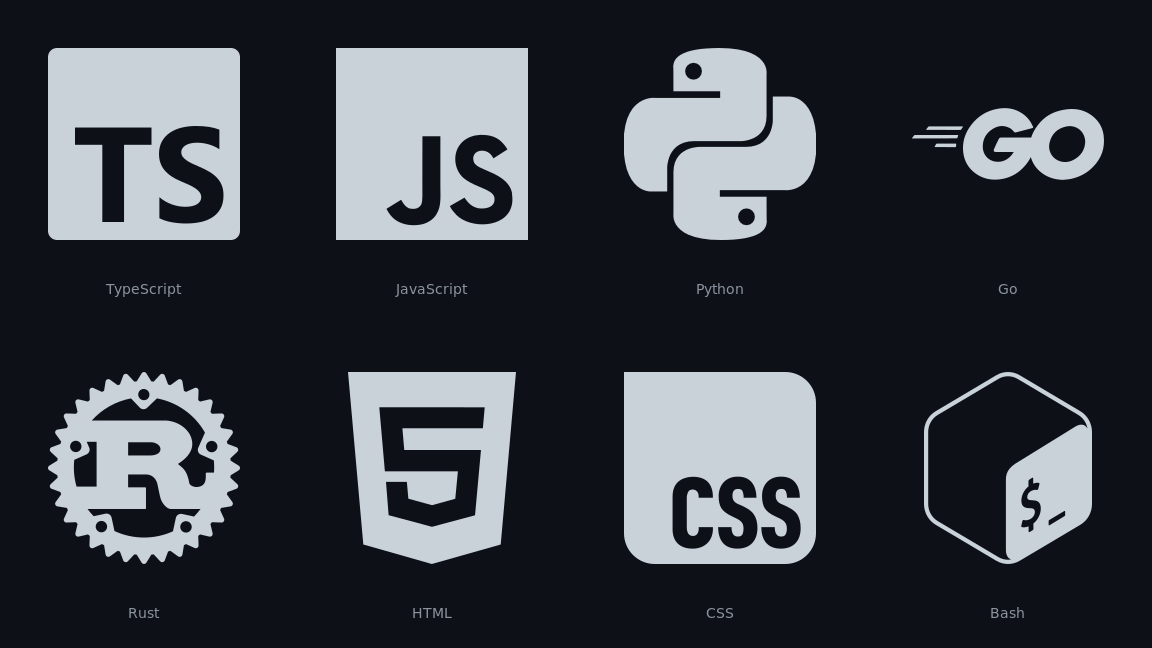 TS
JS
GO
TypeScript
JavaScript
Python
Go
R
5
CSS
$_
Rust
HTML
CSS
Bash